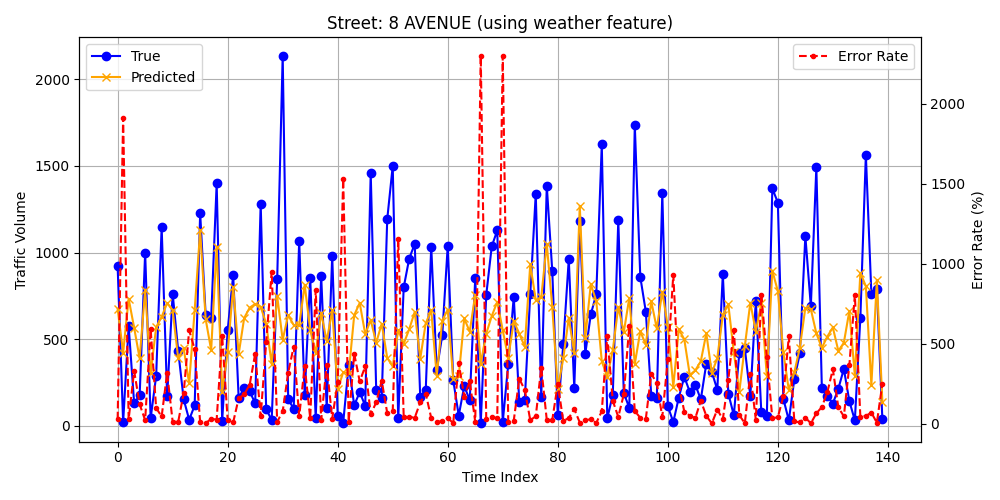 Street: 8 AVENUE (using weather feature)
True
Predicted
Error Rate
Traffic Volume
2000
1500
1000
500
0
Error Rate (%)
2000
1500
1000
500
0
0 20 40 60 80 100 120 140
Time Index